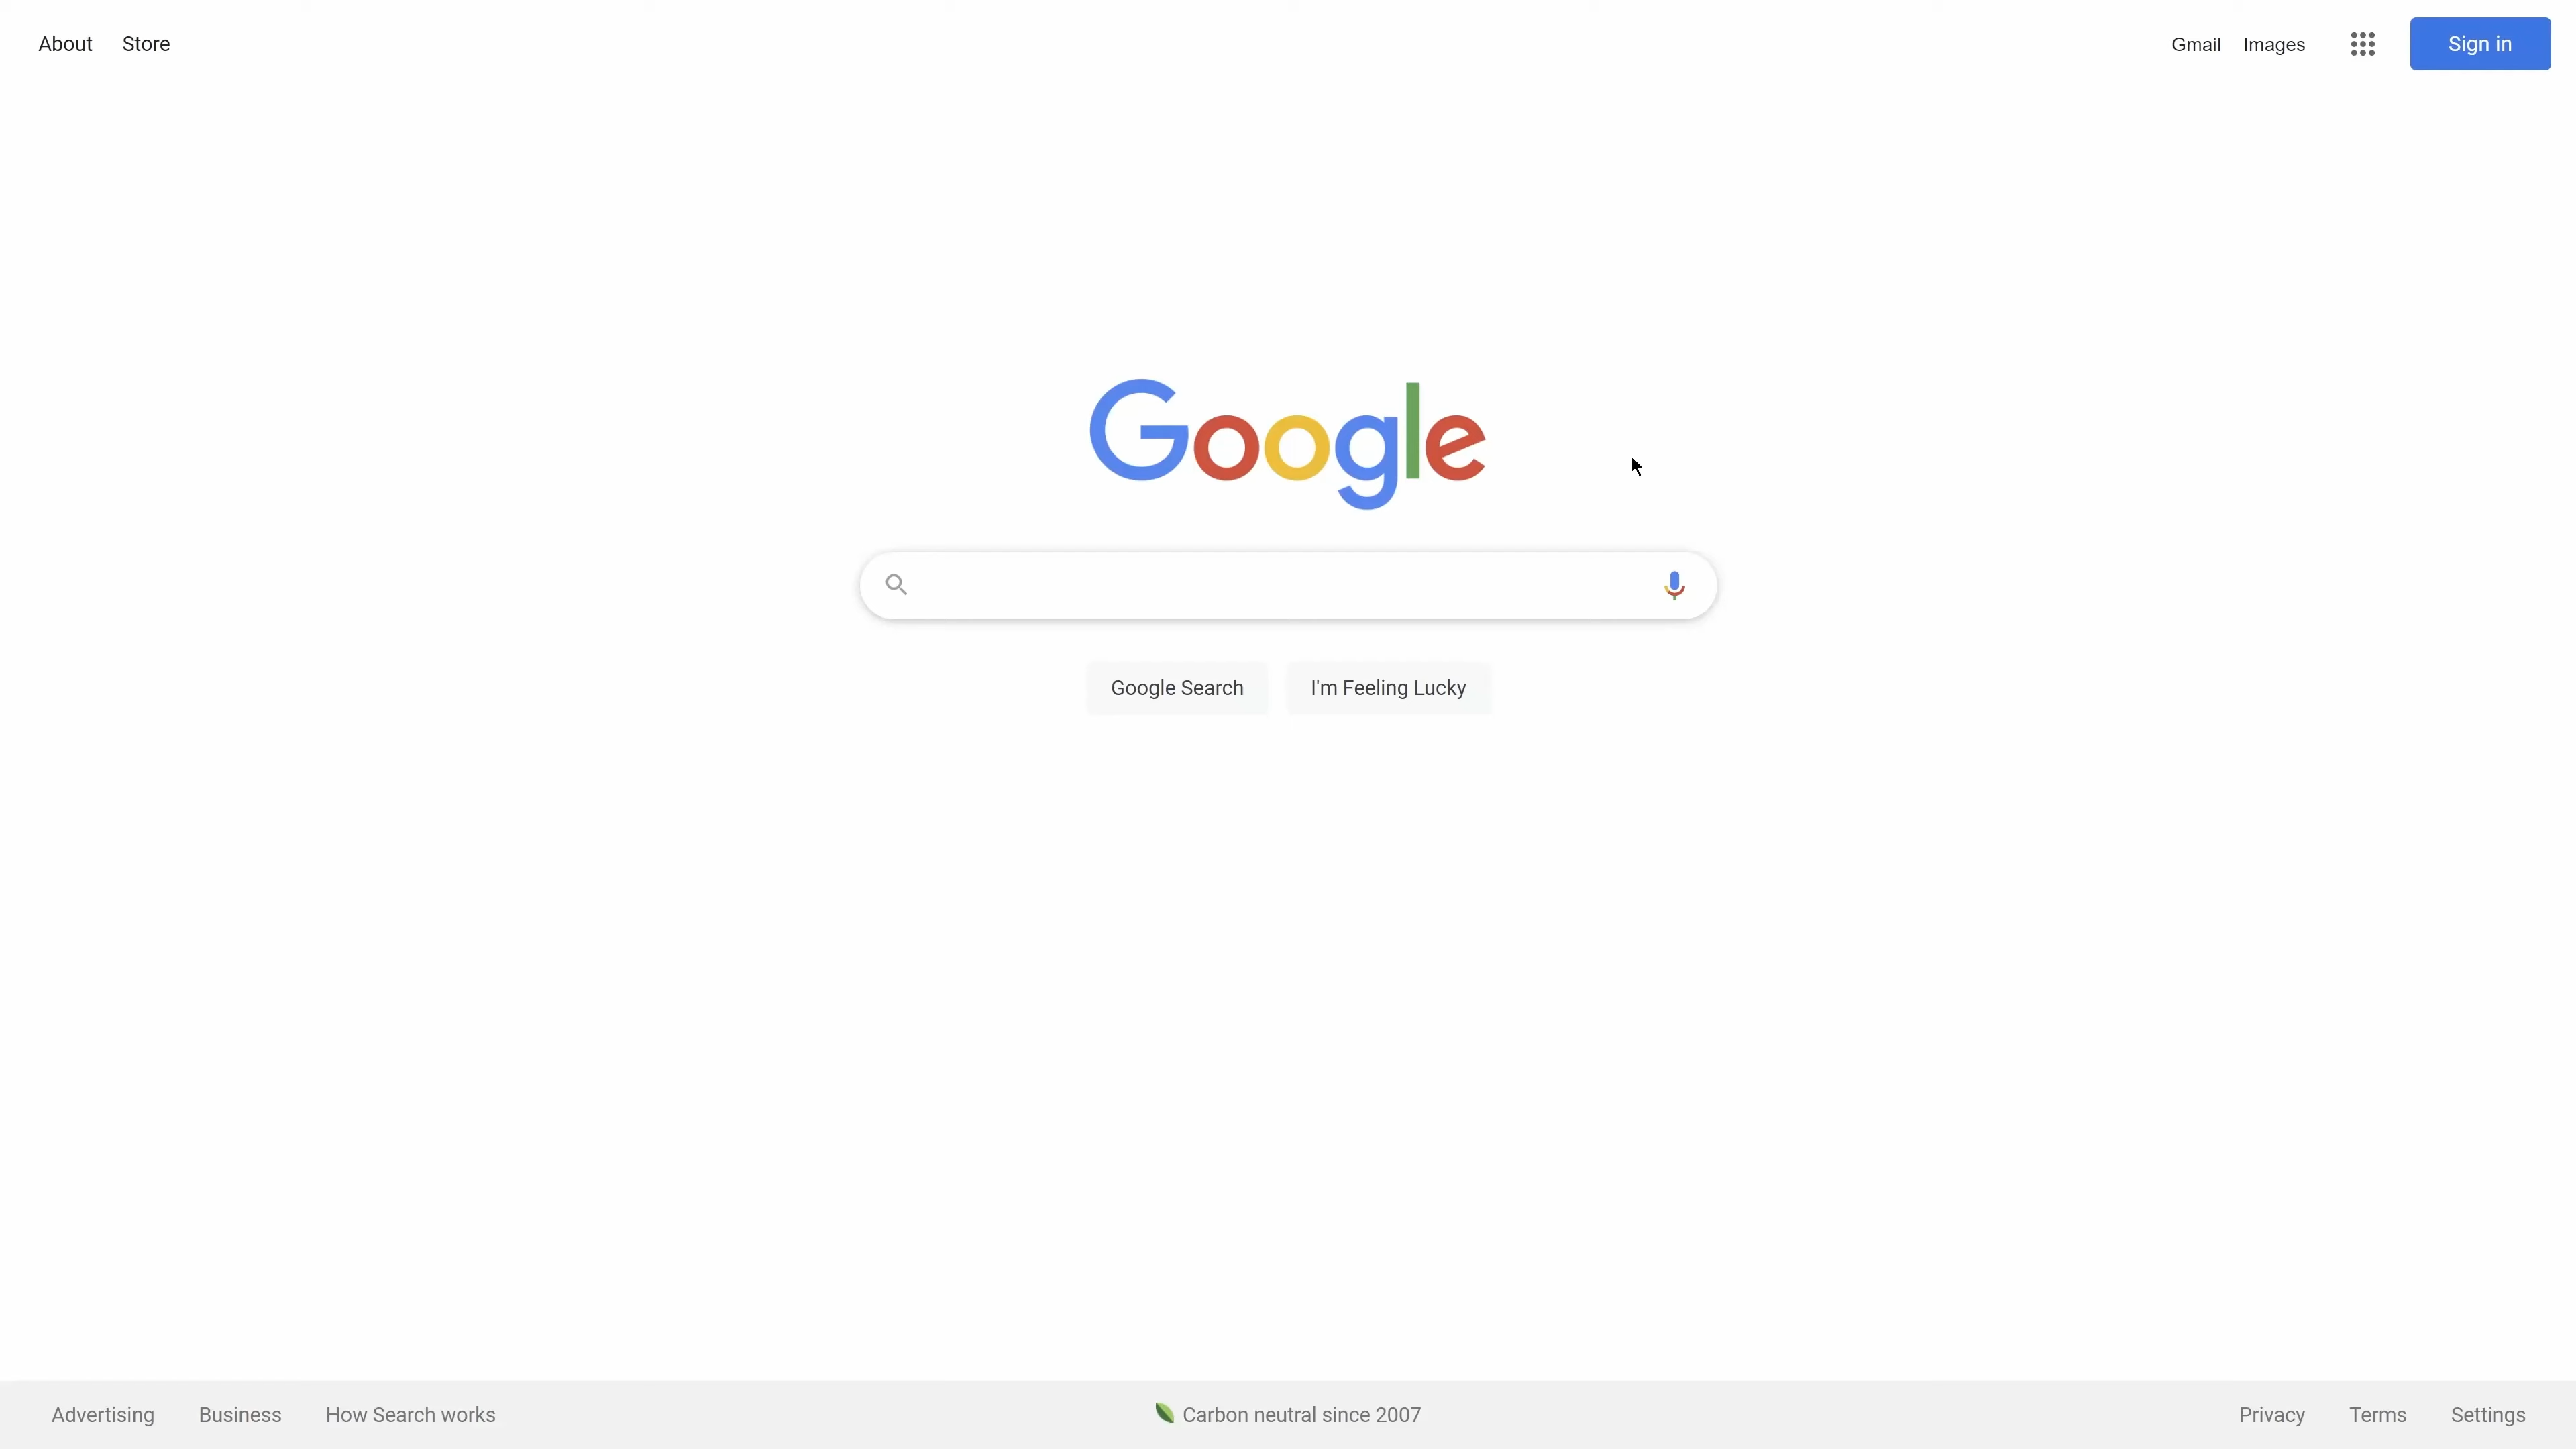 About Store
Gmail Images Sign in
Google
Google Search I'm Feeling Lucky
Advertising Business How Search works Carbon neutral since 2007 Privacy Terms Settings